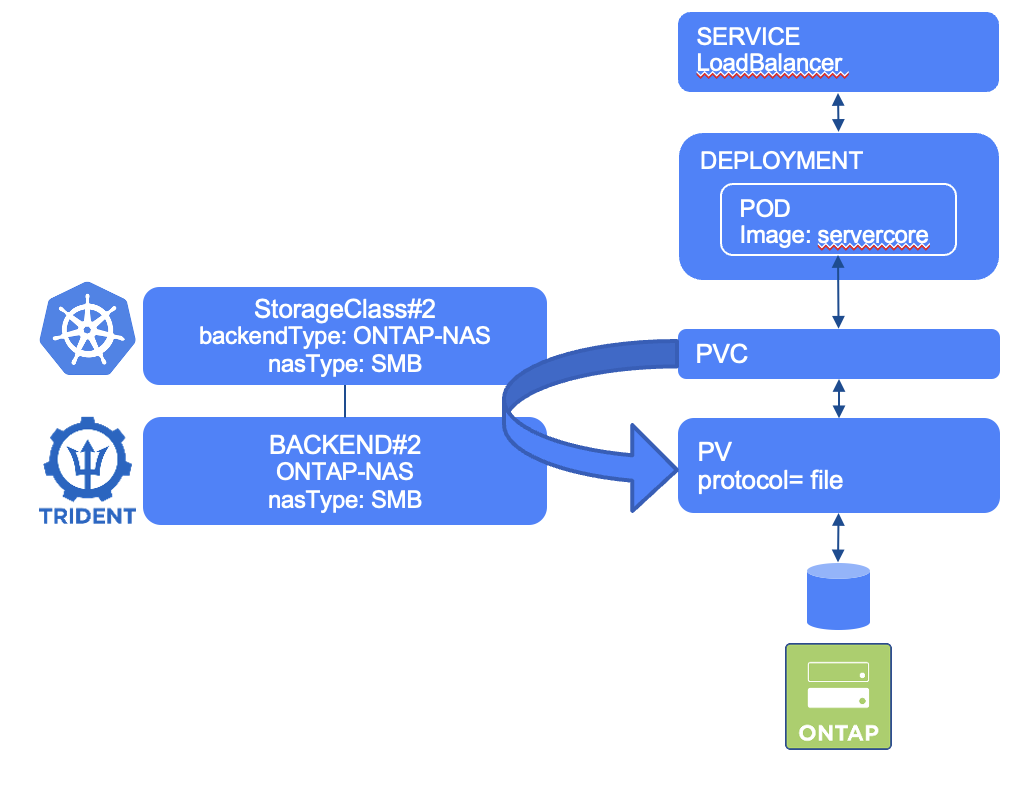 SERVICE
LoadBalancer
DEPLOYMENT
POD
Image: servercore
StorageClass#2
backendType: ONTAP-NAS
nasType: SMB
PVC
BACKEND#2
ONTAP-NAS
nasType: SMB
TRIDENT
PV
protocol= file
ONTAP